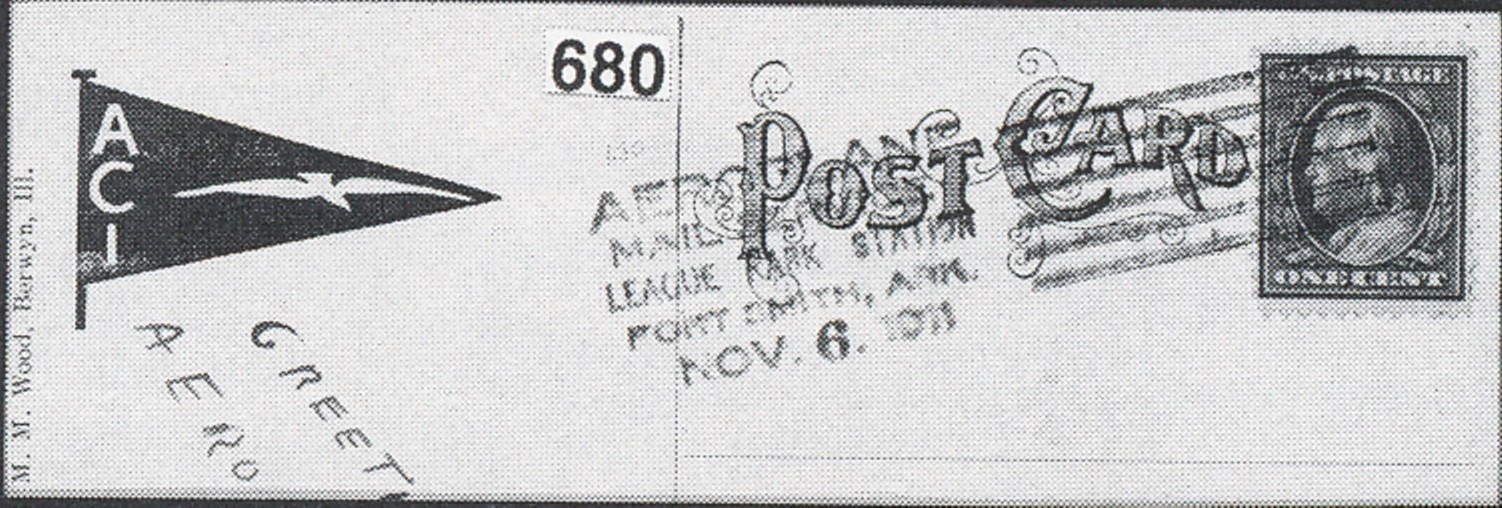 M. M. Wood, Berwyn, Ill.
A
C
I
680
POST CARD
MAIL
LEAGUE PARK STATION
FORT SMITH, ARK.
NOV. 6. 1911
POSTAGE
ONE CENT
GREET
AERO